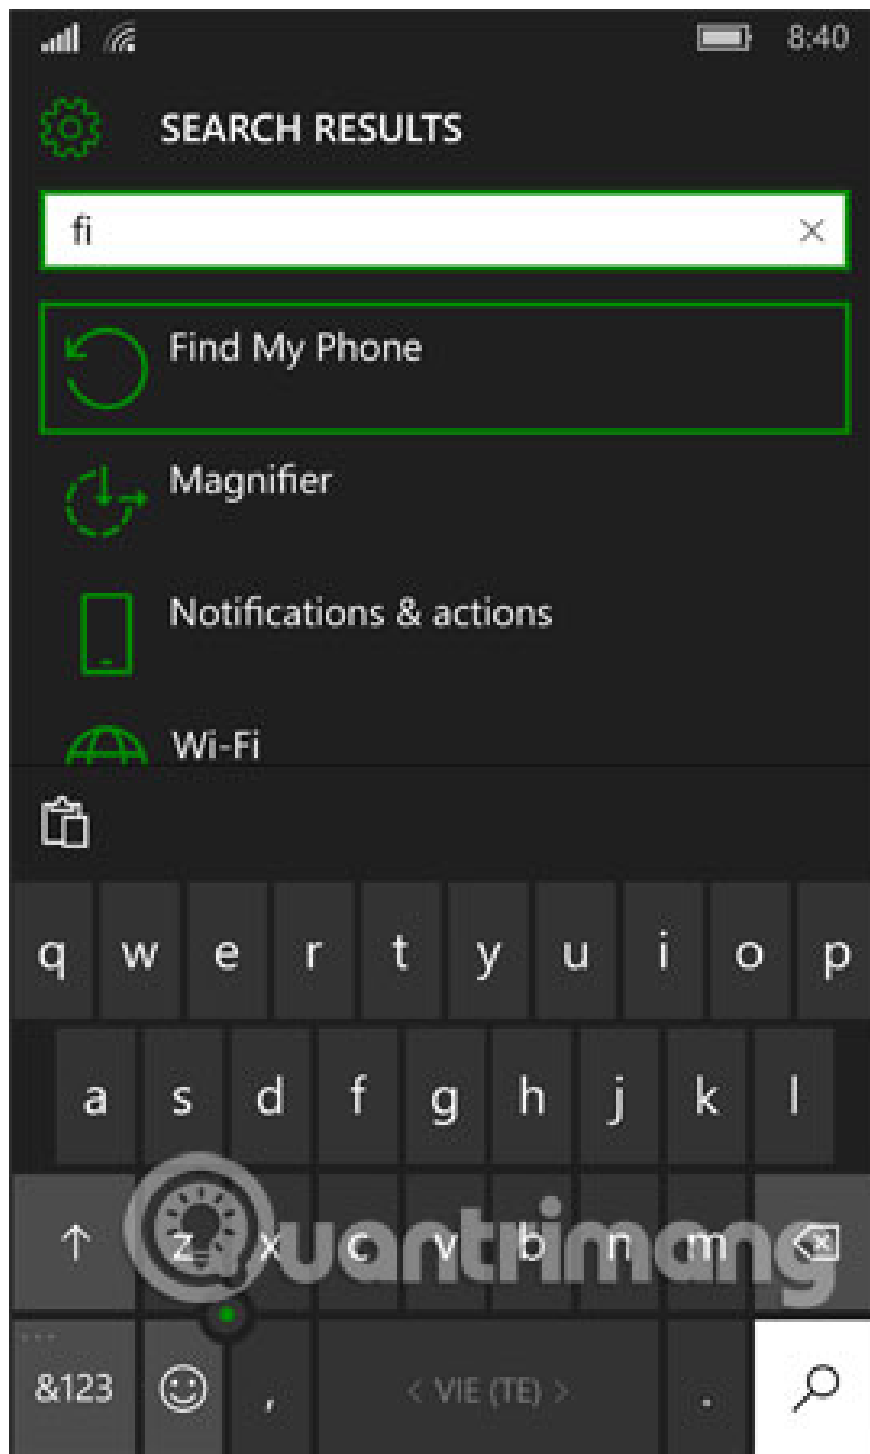 8:40
SEARCH RESULTS
fi
Find My Phone
Magnifier
Notifications & actions
Wi-Fi
q w e r t y u i o p
a s d f g h j k l
z x c v b n m
Quantrimang
&123 , < VIE (TE) > .